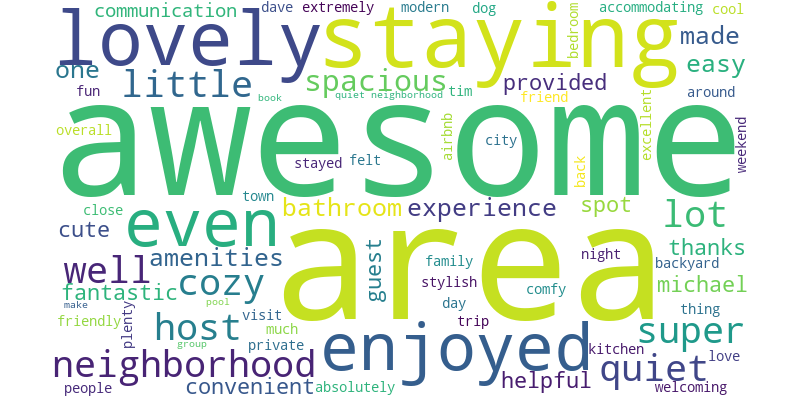 communication
dave
extremely
modern
dog
accommodating
cool
lovely
staying
bedroom
made
one
little
spacious
provided
easy
fun
book
quiet neighborhood
tim
friend
around
awesome
overall
airbnb
city
excellent
weekend
stayed
felt
back
town
close
even
bathroom
experience
spot
lot
cute
area
well
amenities
guest
family
night
thanks
backyard
fantastic
cozy
stylish
comfy
michael
make
pool
day
thing
friendly
plenty
host
visit
much
trip
super
enjoyed
group
private
kitchen
love
neighborhood
quiet
people
convenient
absolutely
helpful
welcoming